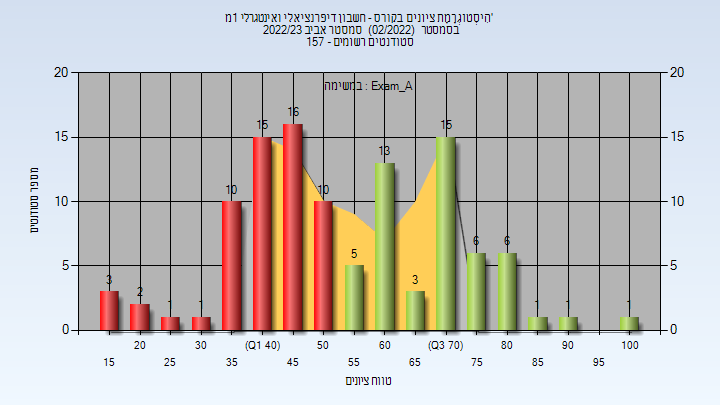 הִיסְטוֹגְרָמַת ציונים בקורס - חשבון דיפרנציאלי ואינטגרלי 1מ'
בסמסטר (02/2022) סמסטר אביב 2022/23
סטודנטים רשומים - 157
במשימה : Exam_A
מספר סטודנטים
20 20
15 15
10 10
5 5
0 0
3 2 1 1 10 15 16 10 5 13 3 15 6 6 1 1 1
20 30 (Q1 40) 50 60 (Q3 70) 80 90 100
15 25 35 45 55 65 75 85 95
טווח ציונים